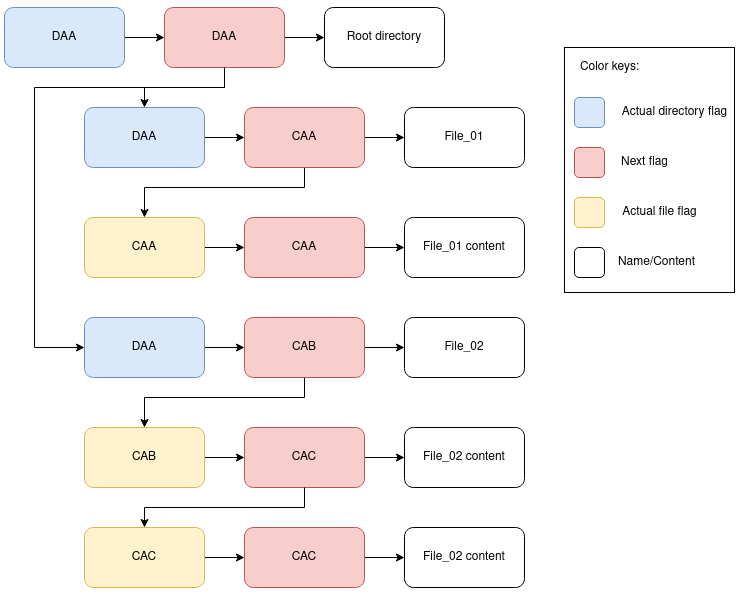 DAA
DAA
Root directory
Color keys:
Actual directory flag
Next flag
Actual file flag
Name/Content
DAA
CAA
File_01
CAA
CAA
File_01 content
DAA
CAB
File_02
CAB
CAC
File_02 content
CAC
CAC
File_02 content